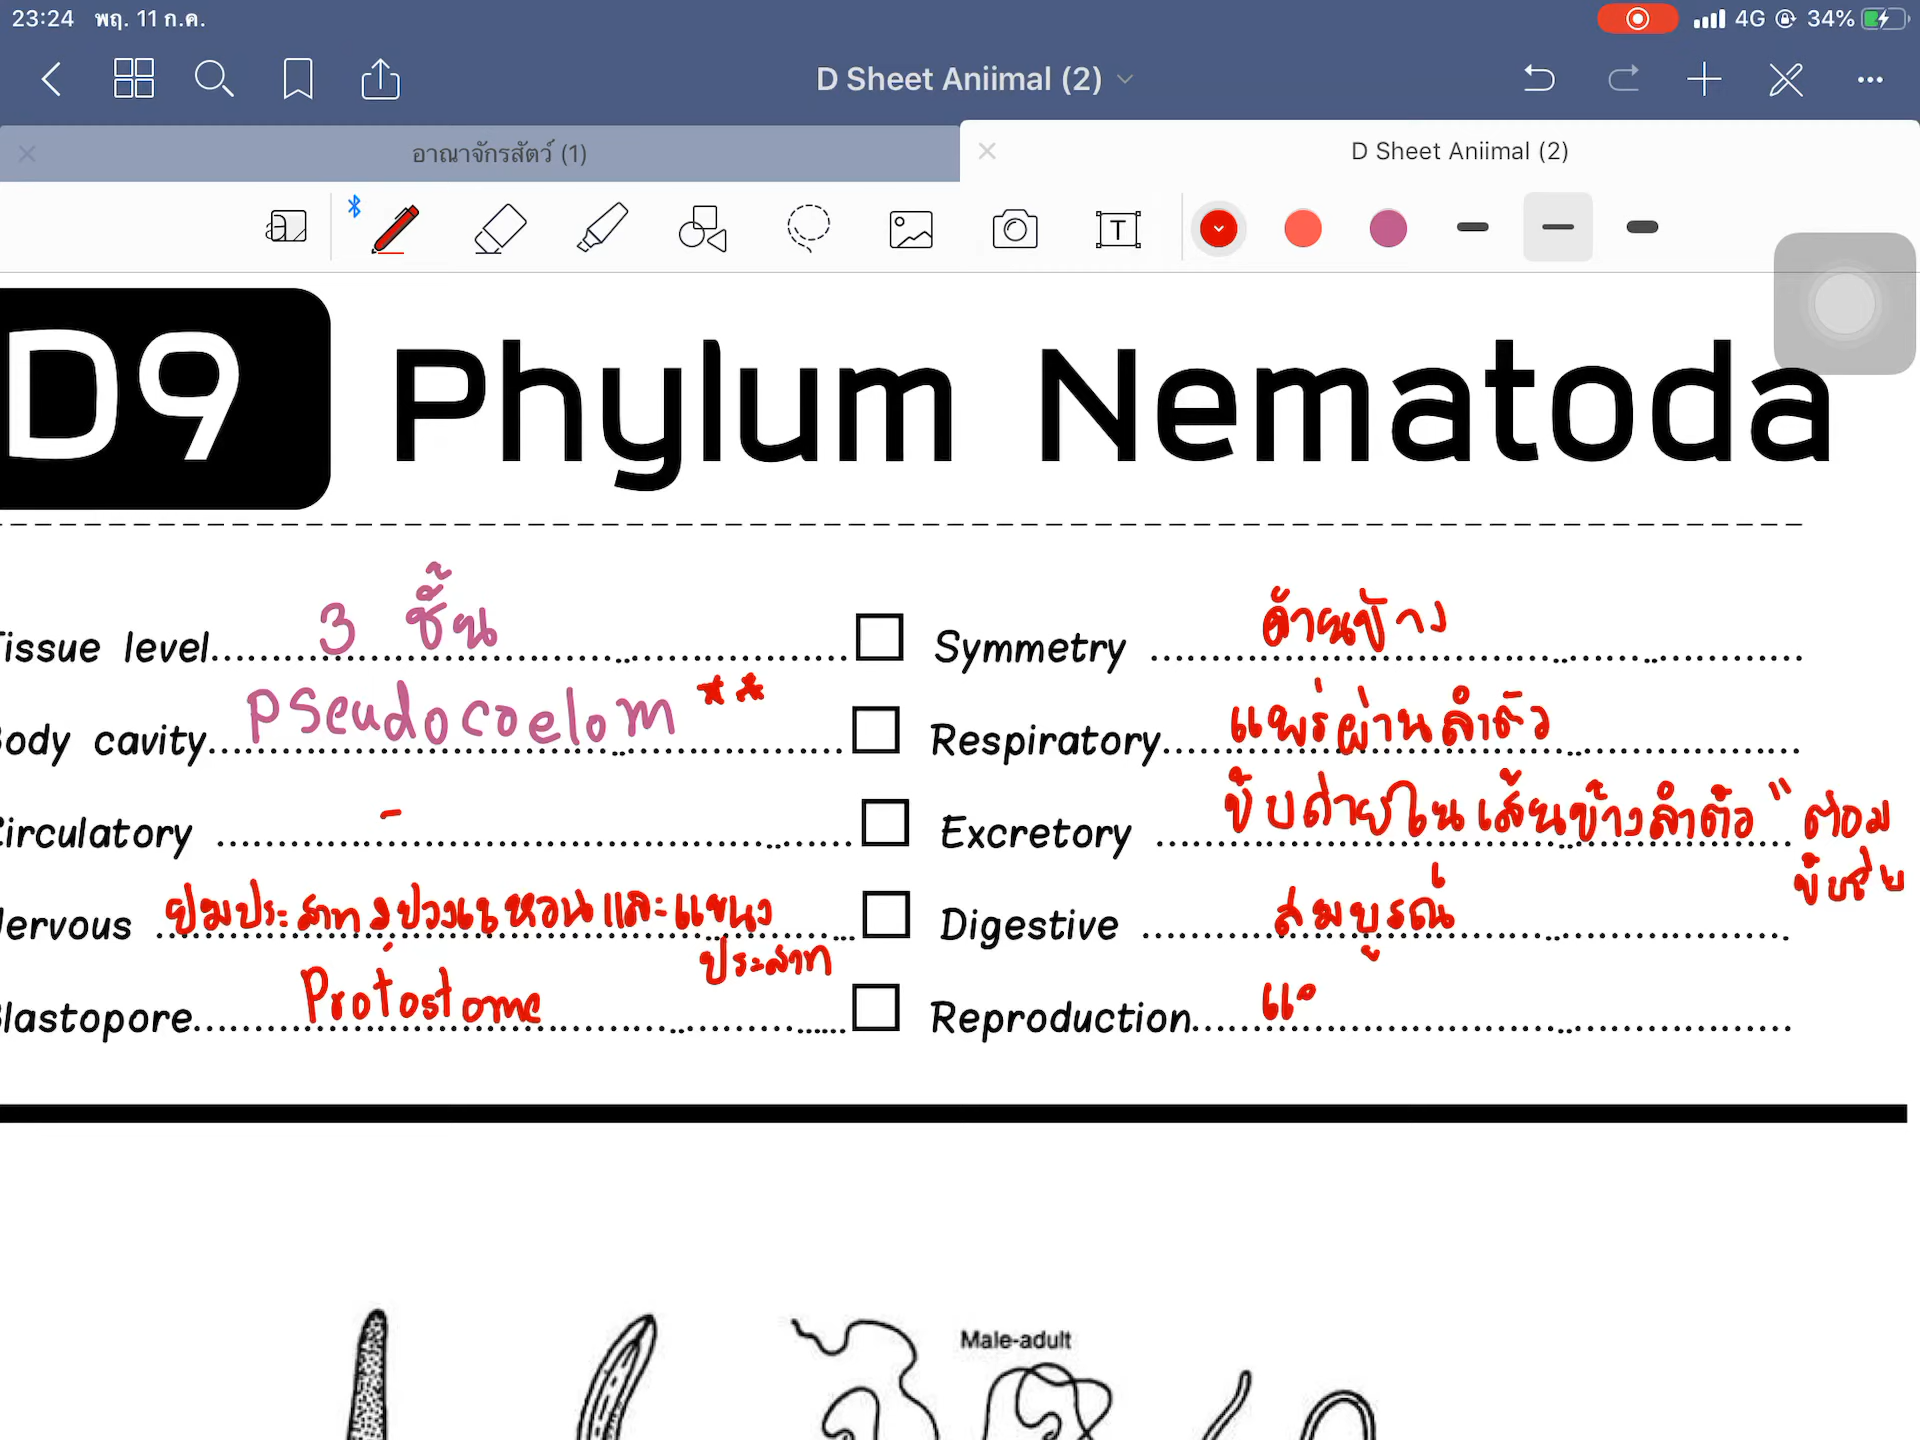 23:24 พฤ. 11 ก.ค. 4G 34%
D Sheet Aniimal (2)
อาณาจักรสัตว์ (1) D Sheet Aniimal (2)
T
D9 Phylum Nematoda
Tissue level 3 ชั้น Symmetry ด้านข้าง
Body cavity Pseudocoelom ** Respiratory แพร่ผ่านลำตัว
Circulatory - Excretory ขับถ่ายในเส้นข้างลำตัว " ต่อม
Nervous ปมประสาท วงแหวนและแขนง Digestive สมบูรณ์
ประสาท
Blastopore Protostome Reproduction แ
Male-adult